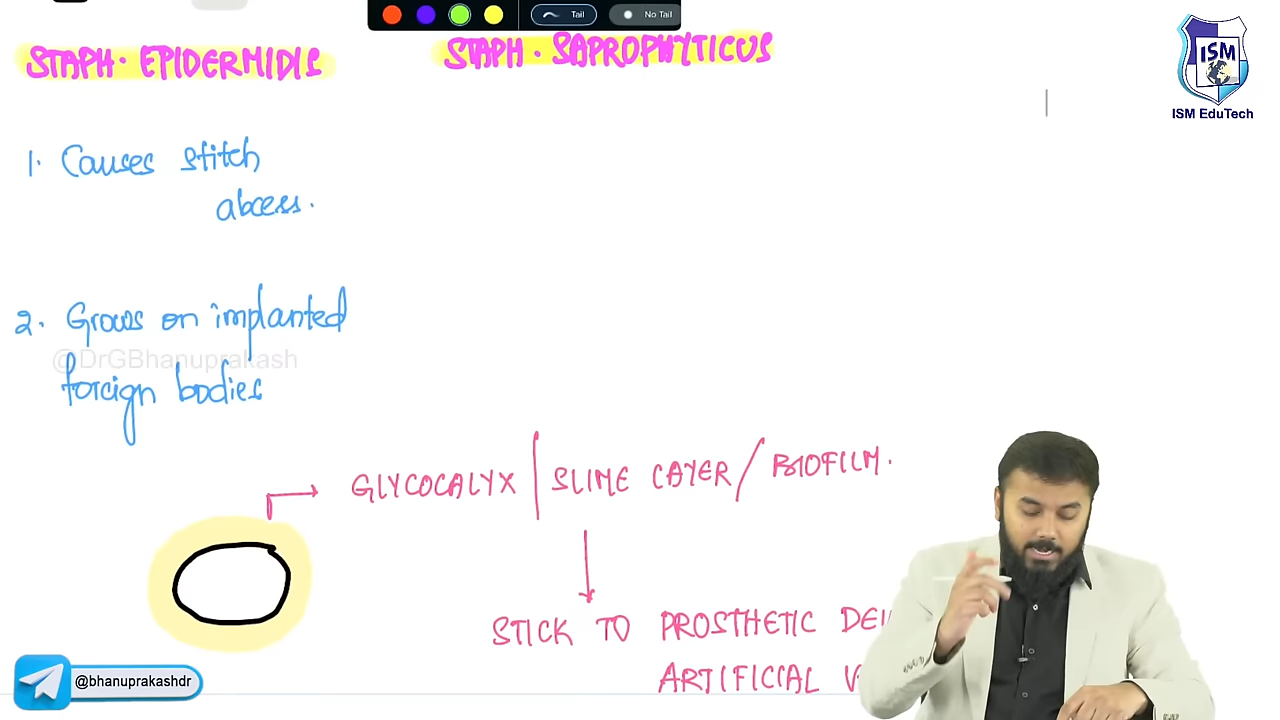 Tail
No Tail
STAPH. EPIDERMIDIS
STAPH. SAPROPHYTICUS
ISM
ISM EduTech
1. Causes stitch
abcess.
2. Grows on implanted
@DrGBhanuprakash
foreign bodies
GLYCOCALYX | SLIME LAYER / BIOFILM.
STICK TO PROSTHETIC
ARTIFICIAL
@bhanuprakashdr